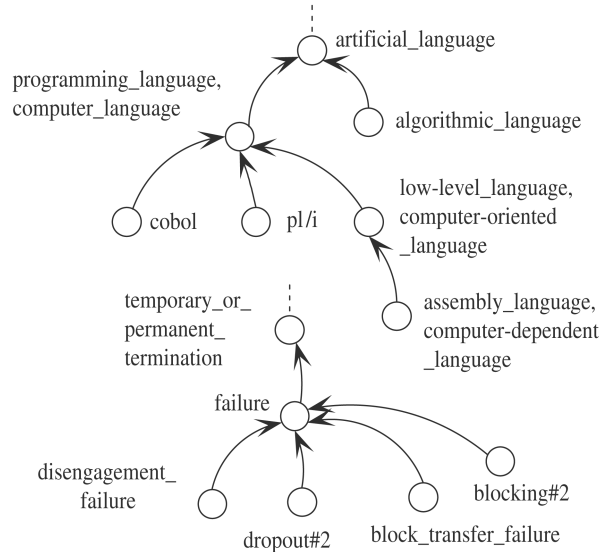 artificial_language
programming_language,
computer_language
algorithmic_language
cobol
pl/i
low-level_language,
computer-oriented
_language
assembly_language,
computer-dependent
_language
temporary_or_
permanent_
termination
failure
disengagement_
failure
dropout#2
block_transfer_failure
blocking#2